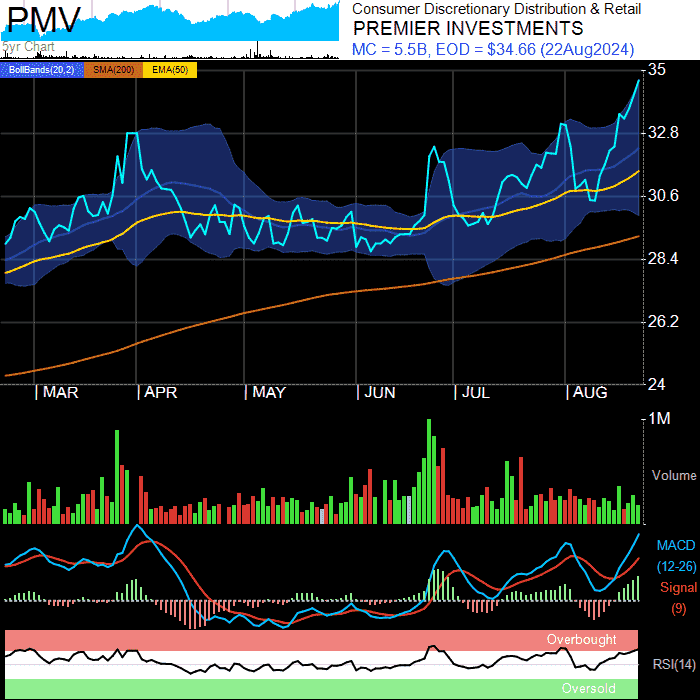 PMV
5yr Chart
Consumer Discretionary Distribution & Retail
PREMIER INVESTMENTS
MC = 5.5B, EOD = $34.66 (22Aug2024)
BollBands(20,2) SMA(200) EMA(50)
35
32.8
30.6
28.4
26.2
24
MAR APR MAY JUN JUL AUG
1M
Volume
MACD
(12-26)
Signal
(9)
Overbought
RSI(14)
Oversold